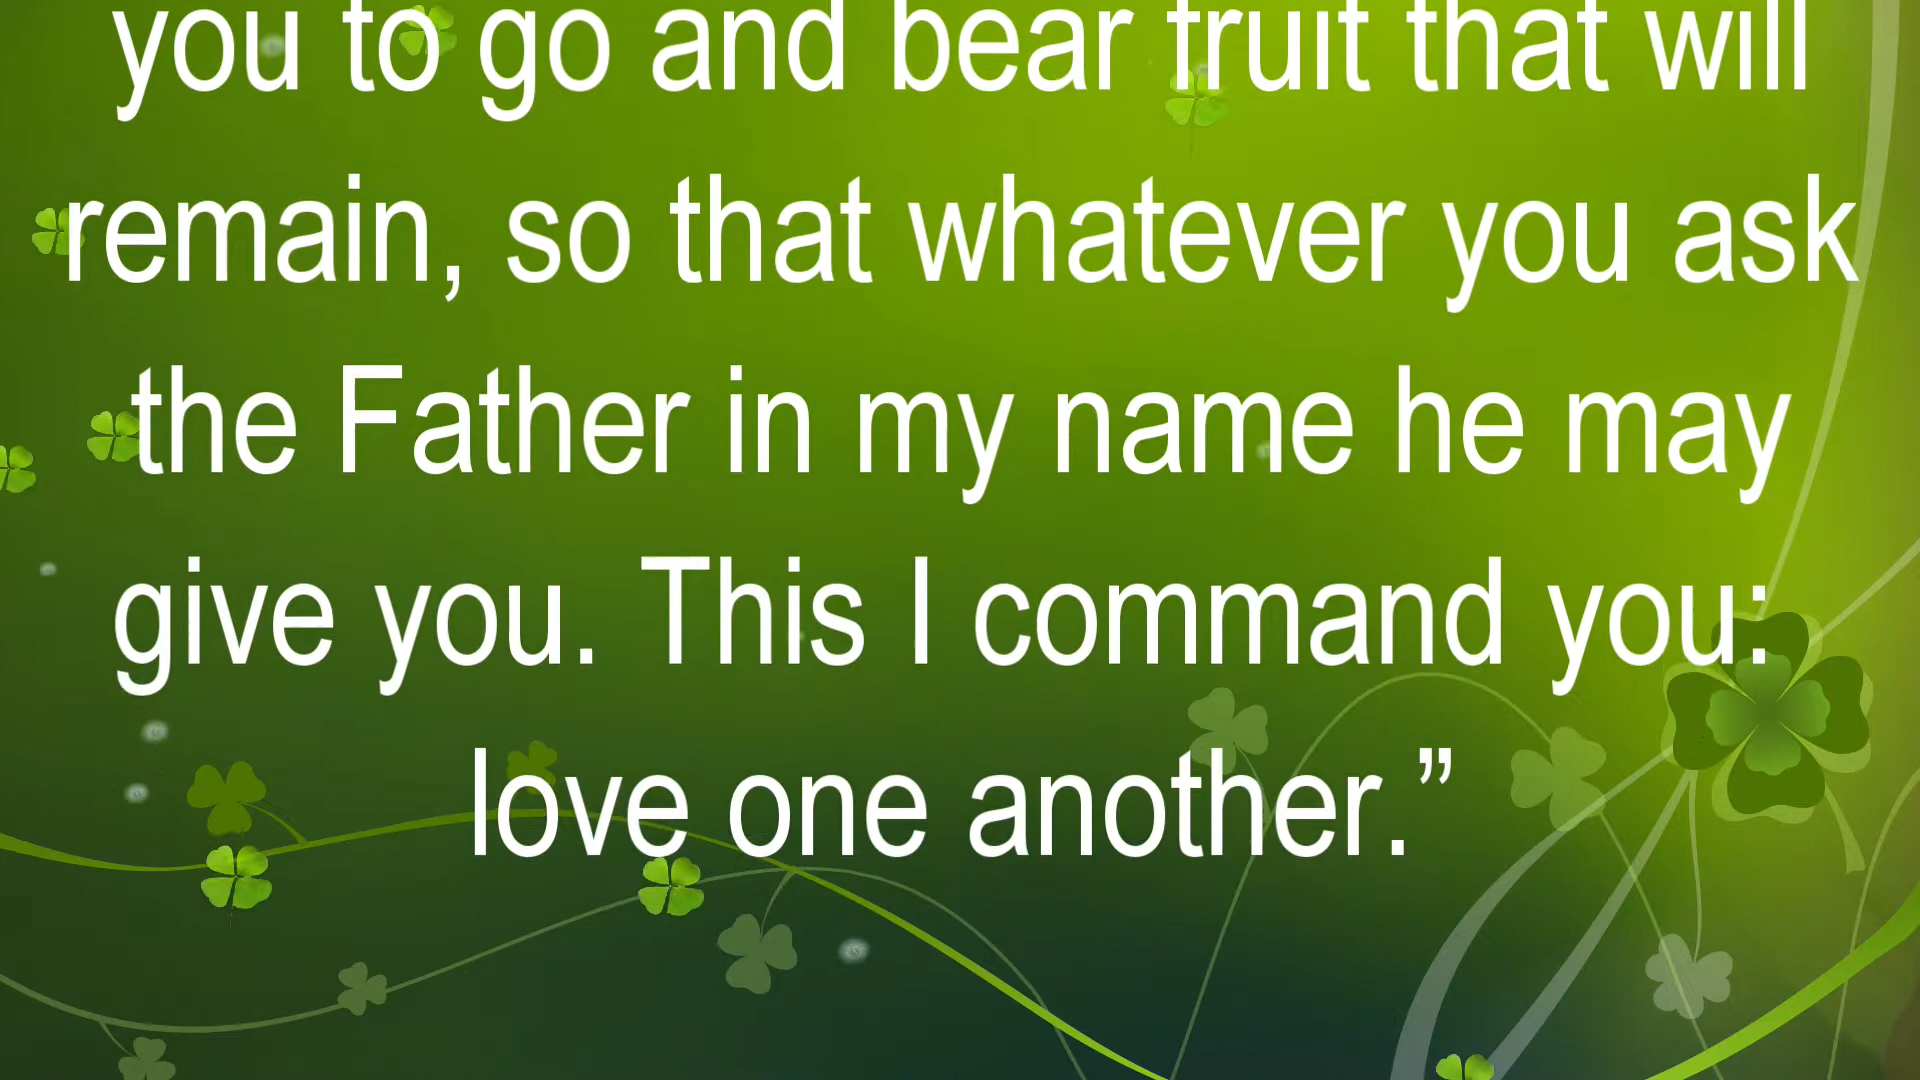 you to go and bear fruit that will
remain, so that whatever you ask
the Father in my name he may
give you. This I command you:
love one another.”